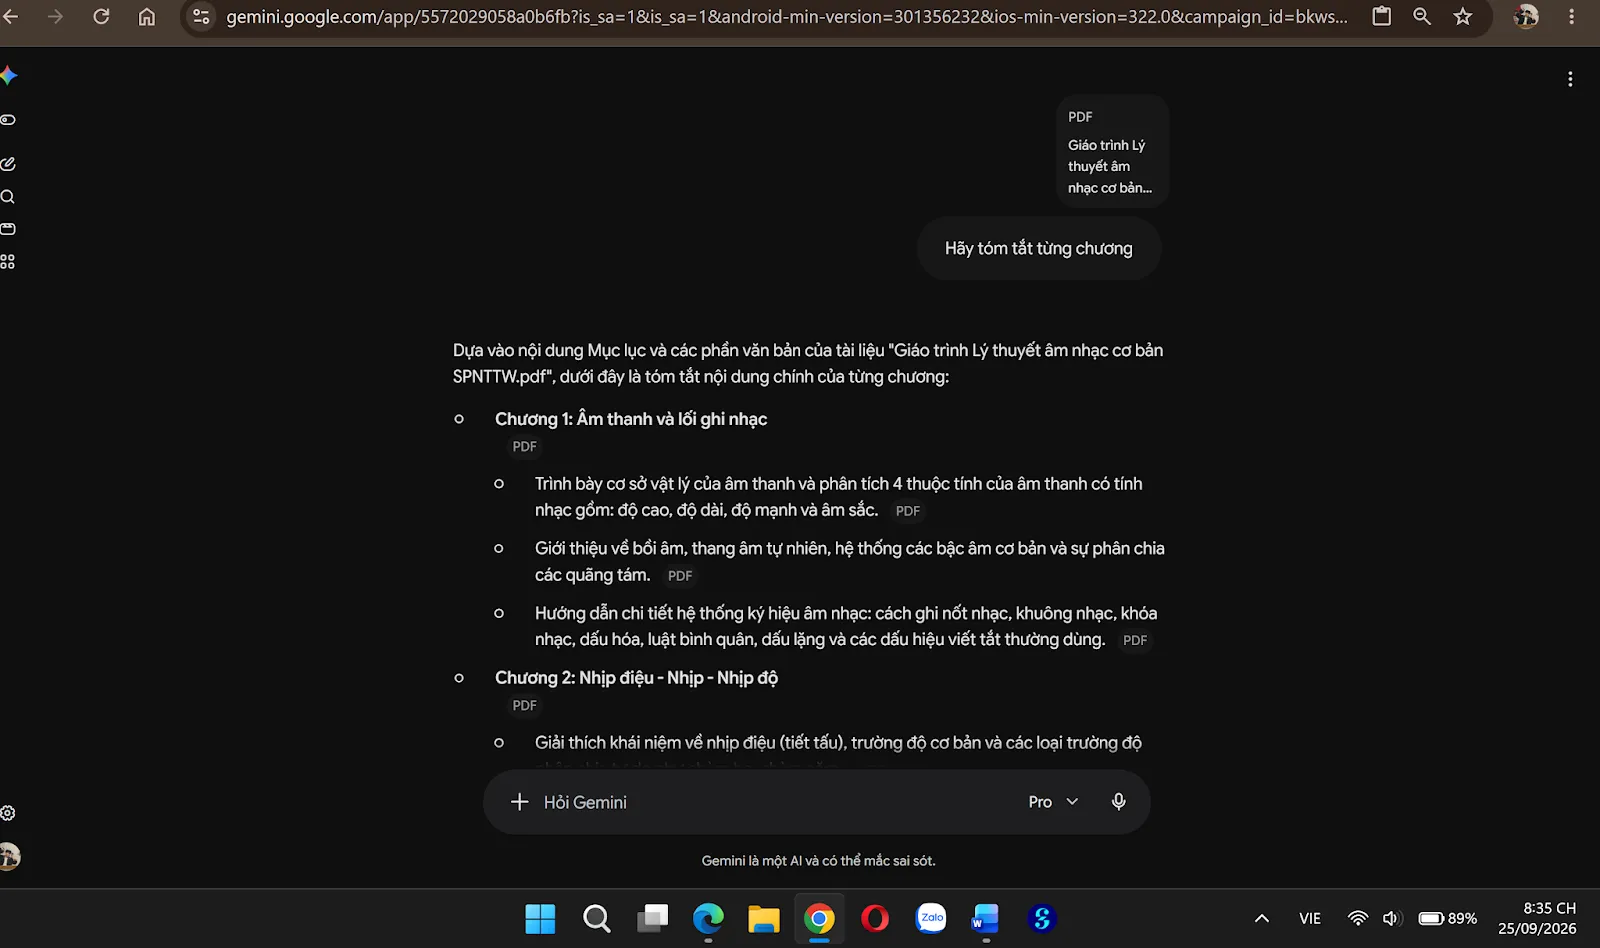 gemini.google.com/app/5572029058a0b6fb?is_sa=1&is_sa=1&android-min-version=301356232&ios-min-version=322.0&campaign_id=bkws...
PDF
Giáo trình Lý
thuyết âm
nhạc cơ bản...
Hãy tóm tắt từng chương
Dựa vào nội dung Mục lục và các phần văn bản của tài liệu "Giáo trình Lý thuyết âm nhạc cơ bản
SPNTTW.pdf", dưới đây là tóm tắt nội dung chính của từng chương:
Chương 1: Âm thanh và lối ghi nhạc
PDF
Trình bày cơ sở vật lý của âm thanh và phân tích 4 thuộc tính của âm thanh có tính
nhạc gồm: độ cao, độ dài, độ mạnh và âm sắc. PDF
Giới thiệu về bồi âm, thang âm tự nhiên, hệ thống các bậc âm cơ bản và sự phân chia
các quãng tám. PDF
Hướng dẫn chi tiết hệ thống ký hiệu âm nhạc: cách ghi nốt nhạc, khuông nhạc, khóa
nhạc, dấu hóa, luật bình quân, dấu lặng và các dấu hiệu viết tắt thường dùng. PDF
Chương 2: Nhịp điệu - Nhịp - Nhịp độ
PDF
Giải thích khái niệm về nhịp điệu (tiết tấu), trường độ cơ bản và các loại trường độ
Hỏi Gemini
Pro
Gemini là một AI và có thể mắc sai sót.
Zalo
W
VIE
89%
8:35 CH
25/09/2026